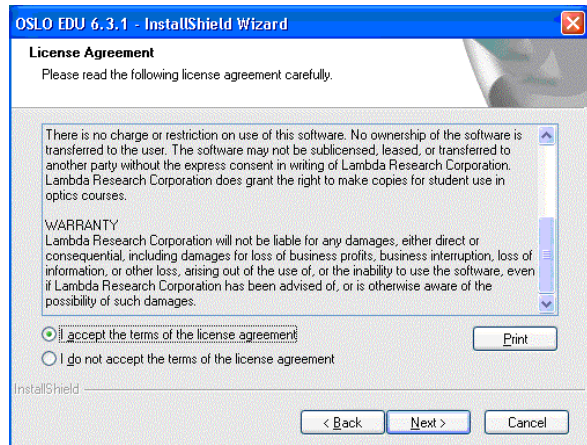 OSLO EDU 6.3.1 - InstallShield Wizard
License Agreement
Please read the following license agreement carefully.
There is no charge or restriction on use of this software. No ownership of the software is
transferred to the user. The software may not be sublicensed, leased, or transferred to
another party without the express consent in writing of Lambda Research Corporation.
Lambda Research Corporation does grant the right to make copies for student use in
optics courses.
WARRANTY
Lambda Research Corporation will not be liable for any damages, either direct or
consequential, including damages for loss of business profits, business interruption, loss of
information, or other loss, arising out of the use of, or the inability to use the software, even
if Lambda Research Corporation has been advised of, or is otherwise aware of the
possibility of such damages.
I accept the terms of the license agreement
Print
I do not accept the terms of the license agreement
InstallShield
< Back
Next >
Cancel